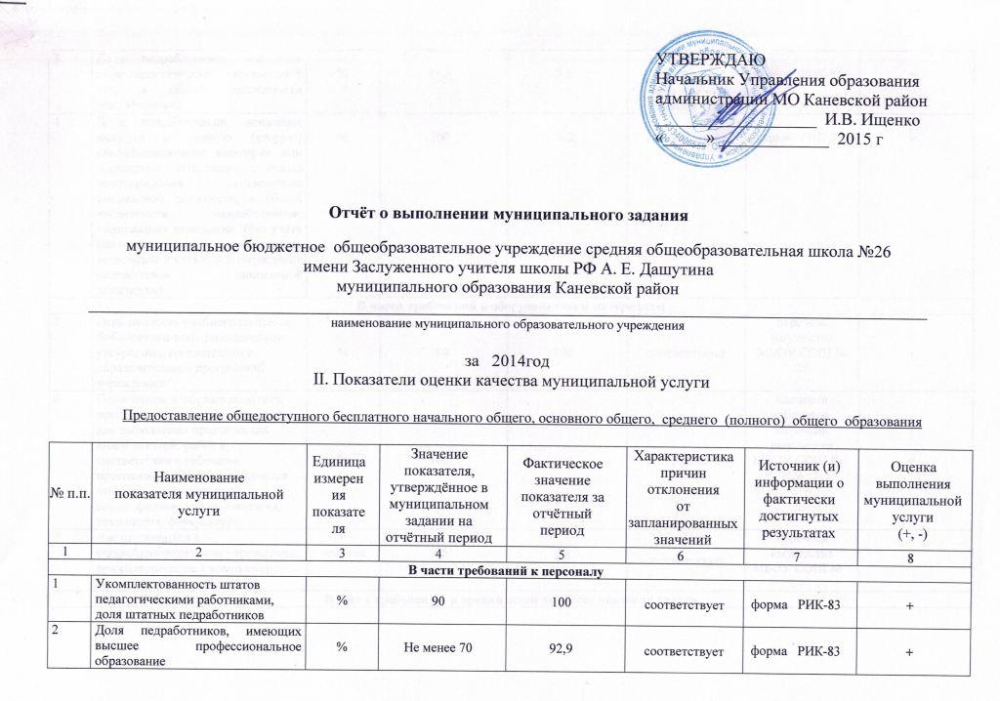 УТВЕРЖДАЮ
Начальник Управления образования
администрации МО Каневской район
__________________ И.В. Ищенко
«_____»_____________ 2015 г
Отчёт о выполнении муниципального задания
муниципальное бюджетное общеобразовательное учреждение средняя общеобразовательная школа №26
имени Заслуженного учителя школы РФ А. Е. Дашутина
муниципального образования Каневской район
наименование муниципального образовательного учреждения
за 2014год
II. Показатели оценки качества муниципальной услуги
Предоставление общедоступного бесплатного начального общего, основного общего, среднего (полного) общего образования
№ п.п.
Наименование
показателя муниципальной
услуги
Единица
измерен
ия
показате
ля
Значение
показателя,
утверждённое в
муниципальном
задании на
отчётный период
Фактическое
значение
показателя за
отчётный
период
Характеристика
причин
отклонения
от
запланированных
значений
Источник (и)
информации о
фактически
достигнутых
результатах
Оценка
выполнения
муниципальной
услуги
(+, -)
1 2 3 4 5 6 7 8
В части требований к персоналу
1
Укомплектованность штатов
педагогическими работниками,
доля штатных педработников
%
90
100
соответствует
форма РИК-83
+
2
Доля педработников, имеющих
высшее профессиональное
образование
%
Не менее 70
92,9
соответствует
форма РИК-83
+